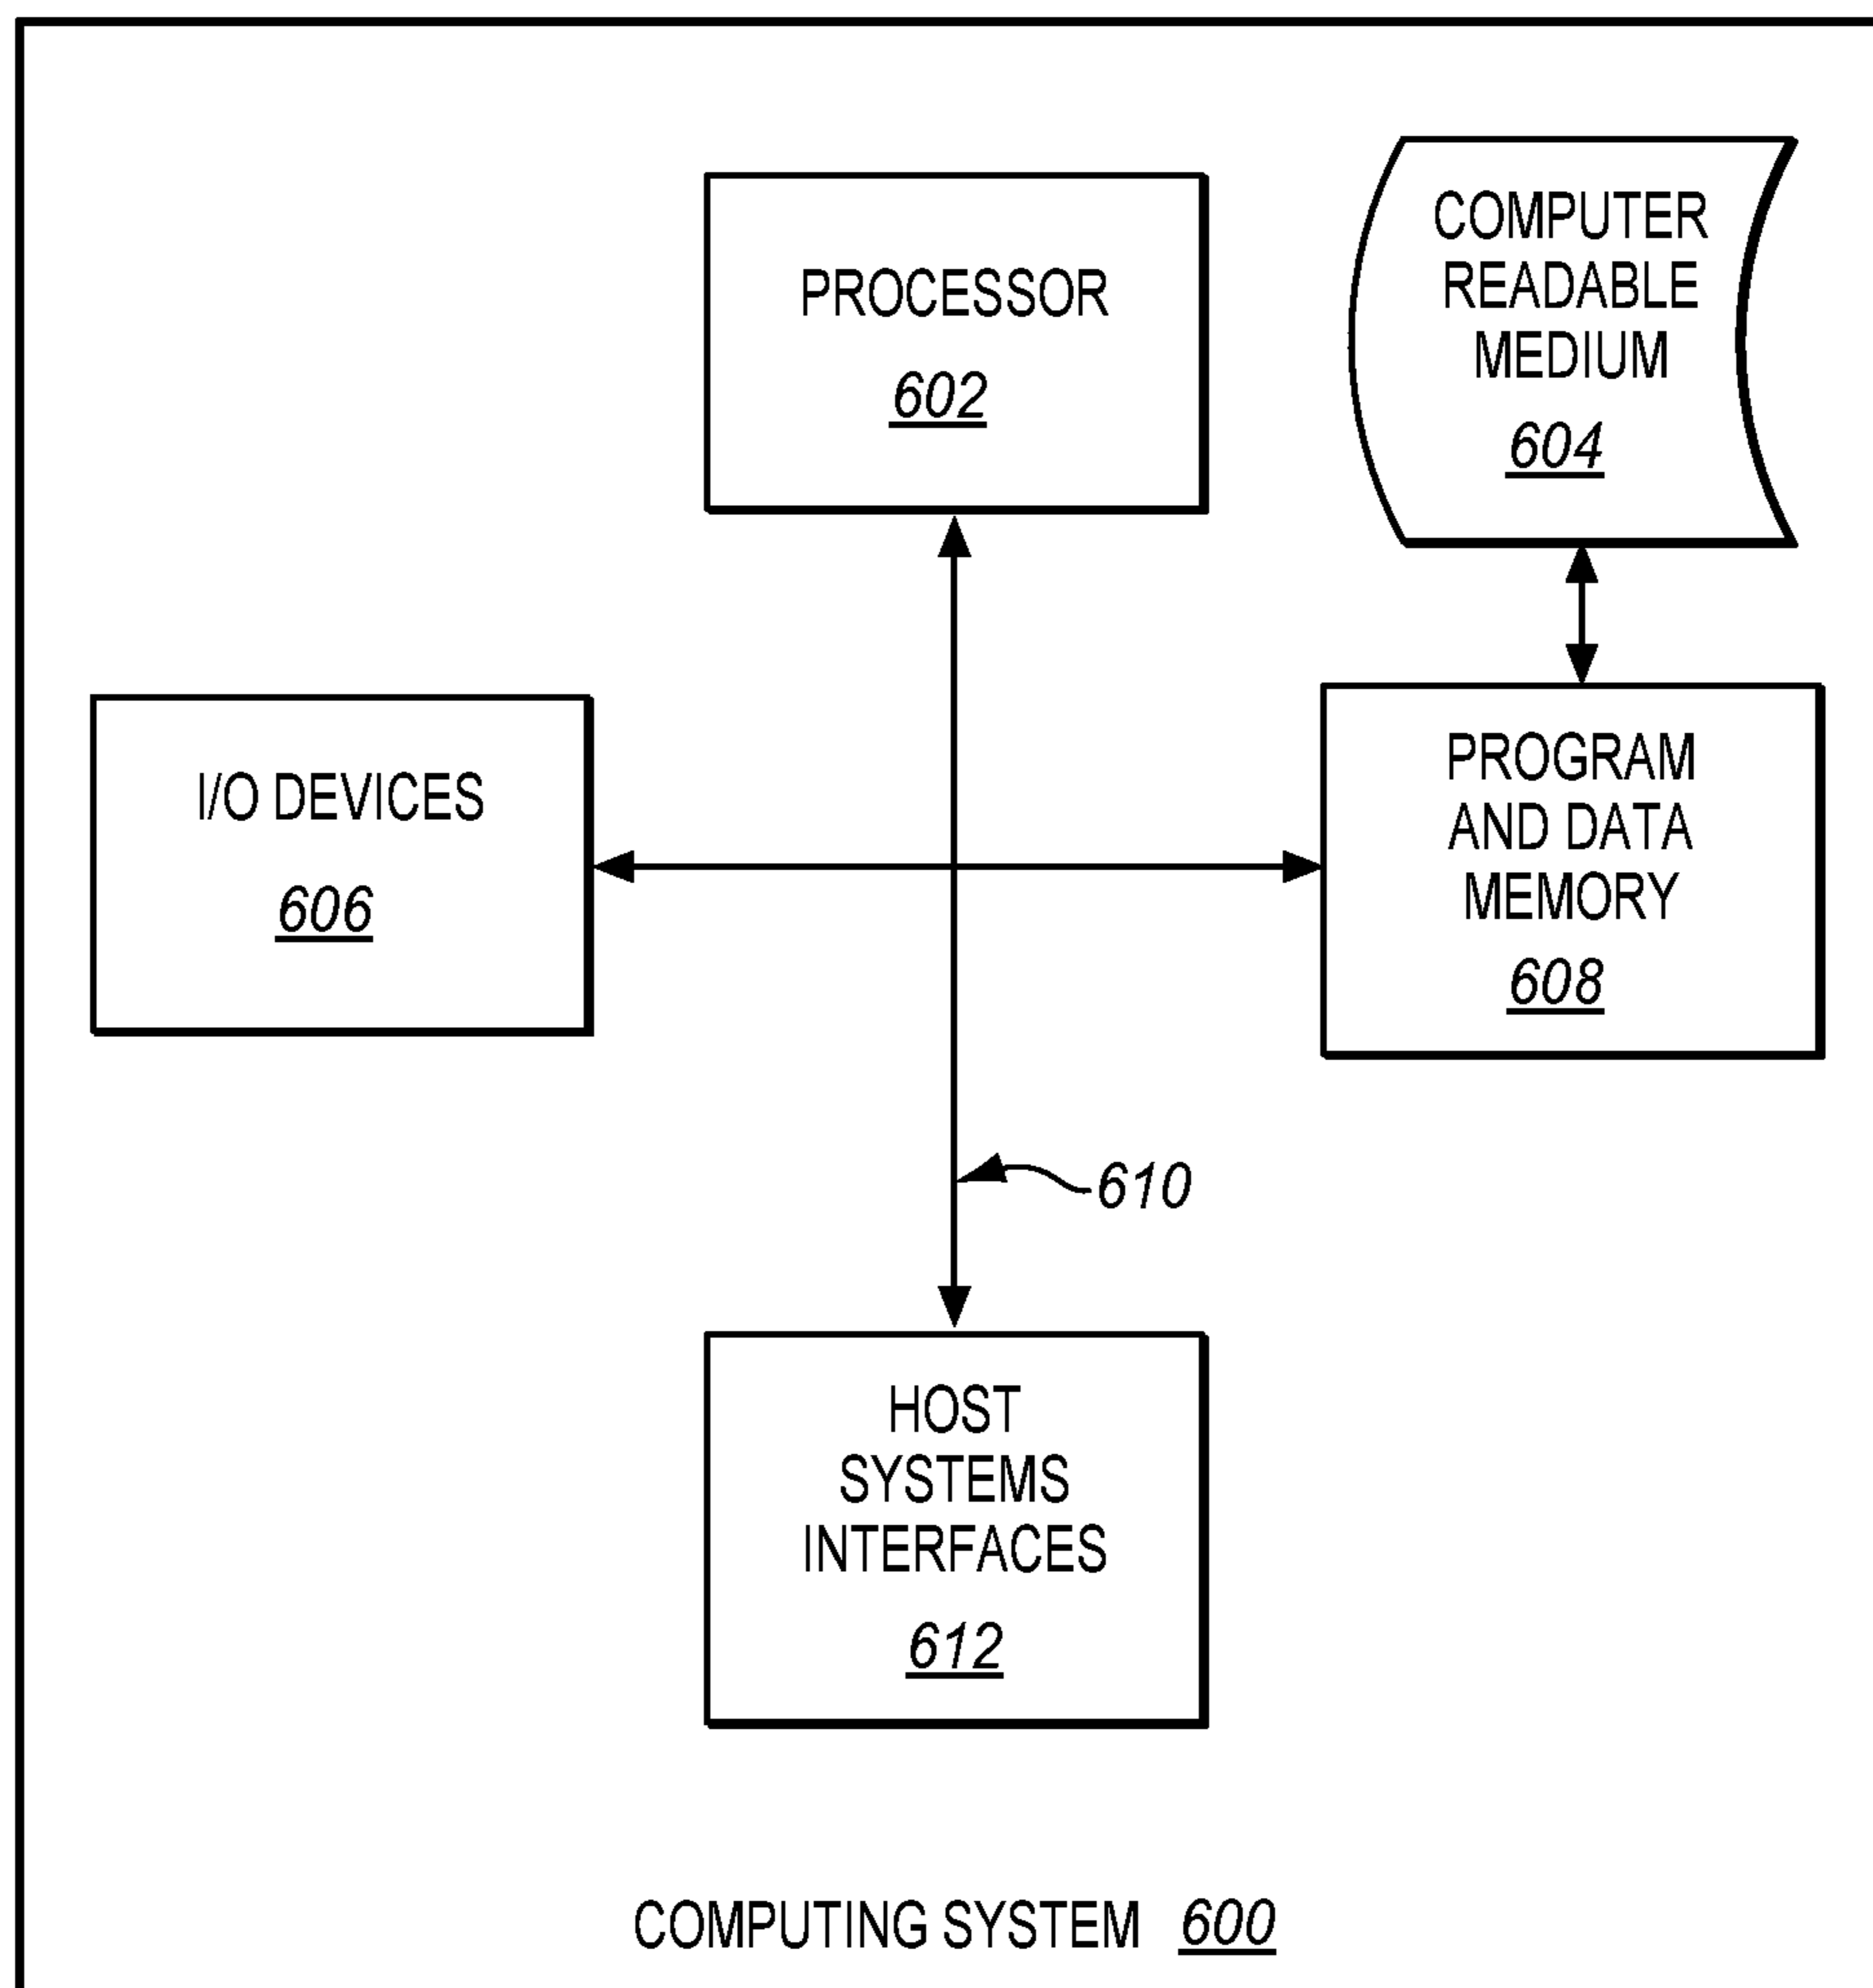 PROCESSOR
602
COMPUTER
READABLE
MEDIUM
604
I/O DEVICES
606
PROGRAM
AND DATA
MEMORY
608
610
HOST
SYSTEMS
INTERFACES
612
COMPUTING SYSTEM 600